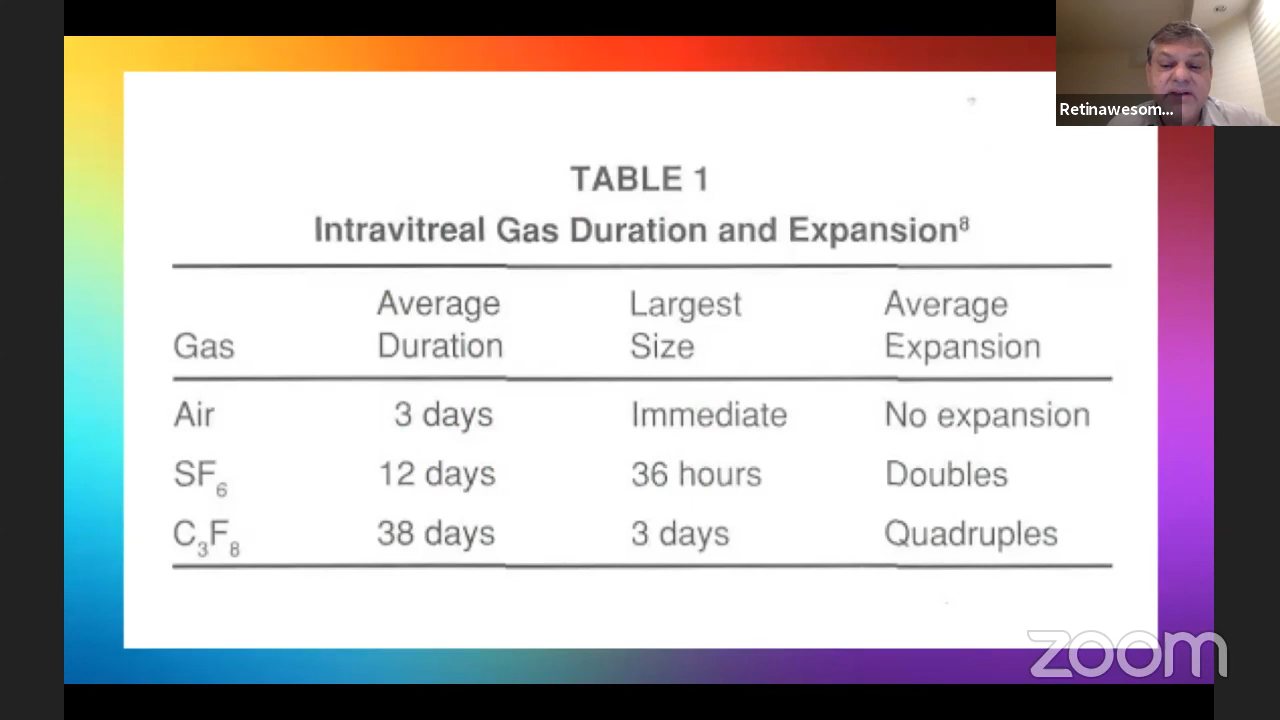 Retinawesom...
TABLE 1
Intravitreal Gas Duration and Expansion⁸
Gas Average Duration Largest Size Average Expansion
Air 3 days Immediate No expansion
SF₆ 12 days 36 hours Doubles
C₃F₈ 38 days 3 days Quadruples
zoom